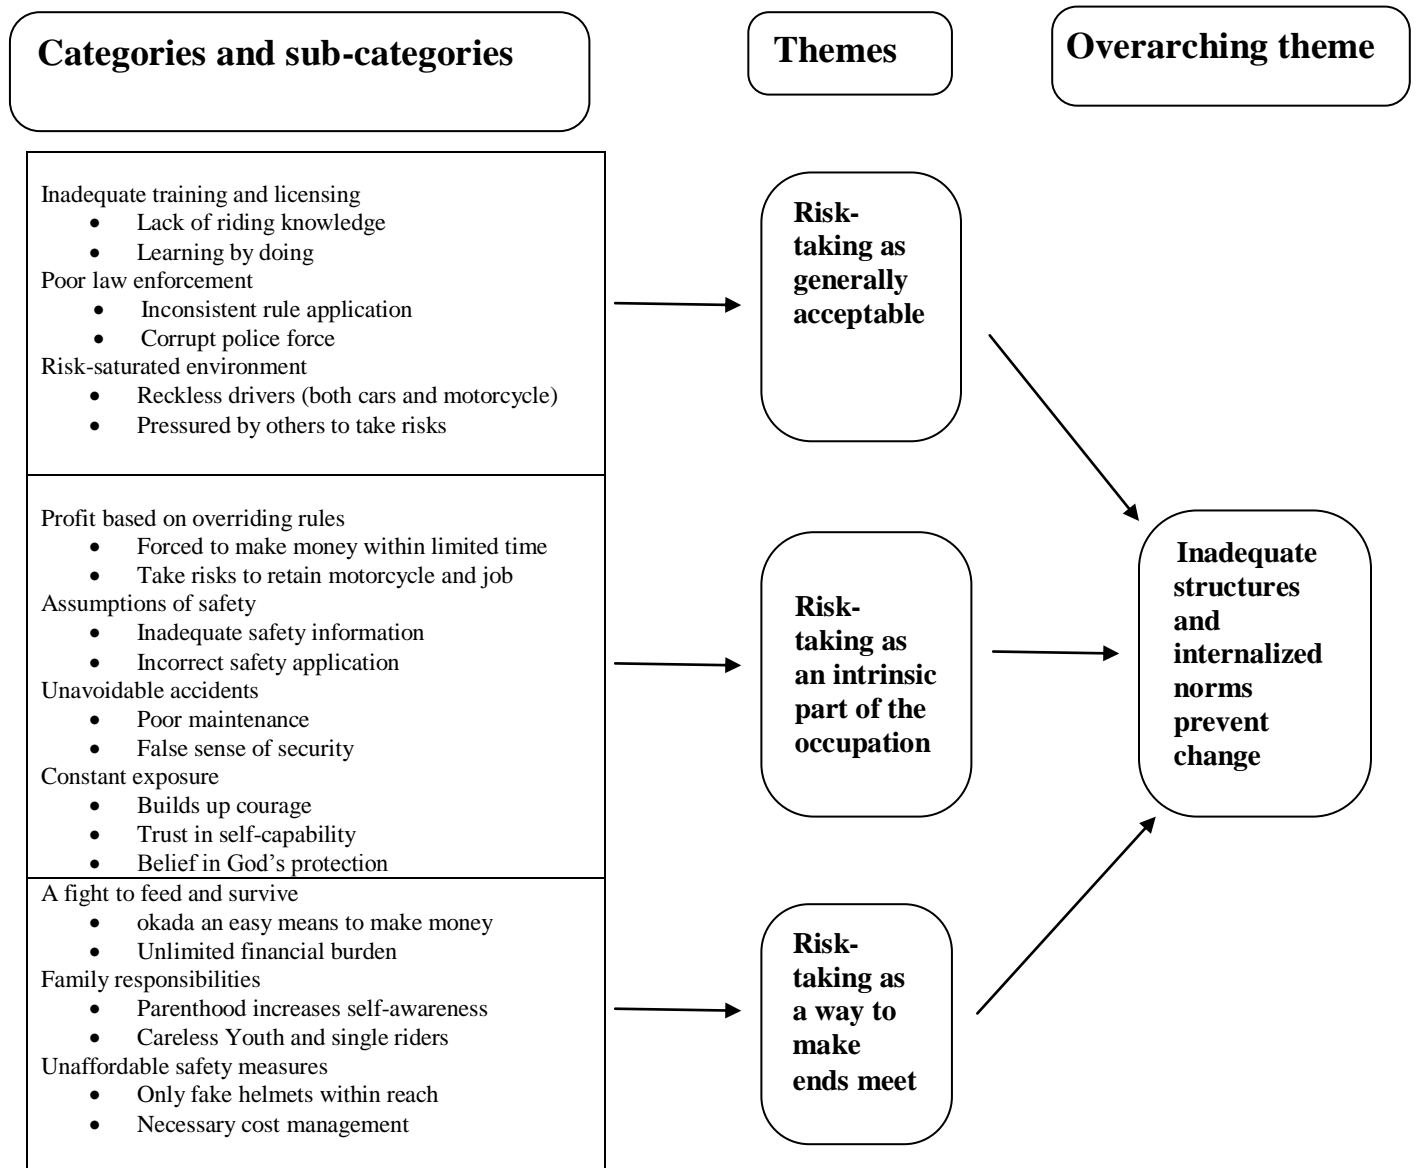 Categories and sub-categories
Themes
Overarching theme
Inadequate training and licensing
• Lack of riding knowledge
• Learning by doing
Poor law enforcement
• Inconsistent rule application
• Corrupt police force
Risk-saturated environment
• Reckless drivers (both cars and motorcycle)
• Pressured by others to take risks
Profit based on overriding rules
• Forced to make money within limited time
• Take risks to retain motorcycle and job
Assumptions of safety
• Inadequate safety information
• Incorrect safety application
Unavoidable accidents
• Poor maintenance
• False sense of security
Constant exposure
• Builds up courage
• Trust in self-capability
• Belief in God’s protection
A fight to feed and survive
• okada an easy means to make money
• Unlimited financial burden
Family responsibilities
• Parenthood increases self-awareness
• Careless Youth and single riders
Unaffordable safety measures
• Only fake helmets within reach
• Necessary cost management
Risk-
taking as
generally
acceptable
Risk-
taking as
an intrinsic
part of the
occupation
Risk-
taking as
a way to
make
ends meet
Inadequate
structures
and
internalized
norms
prevent
change